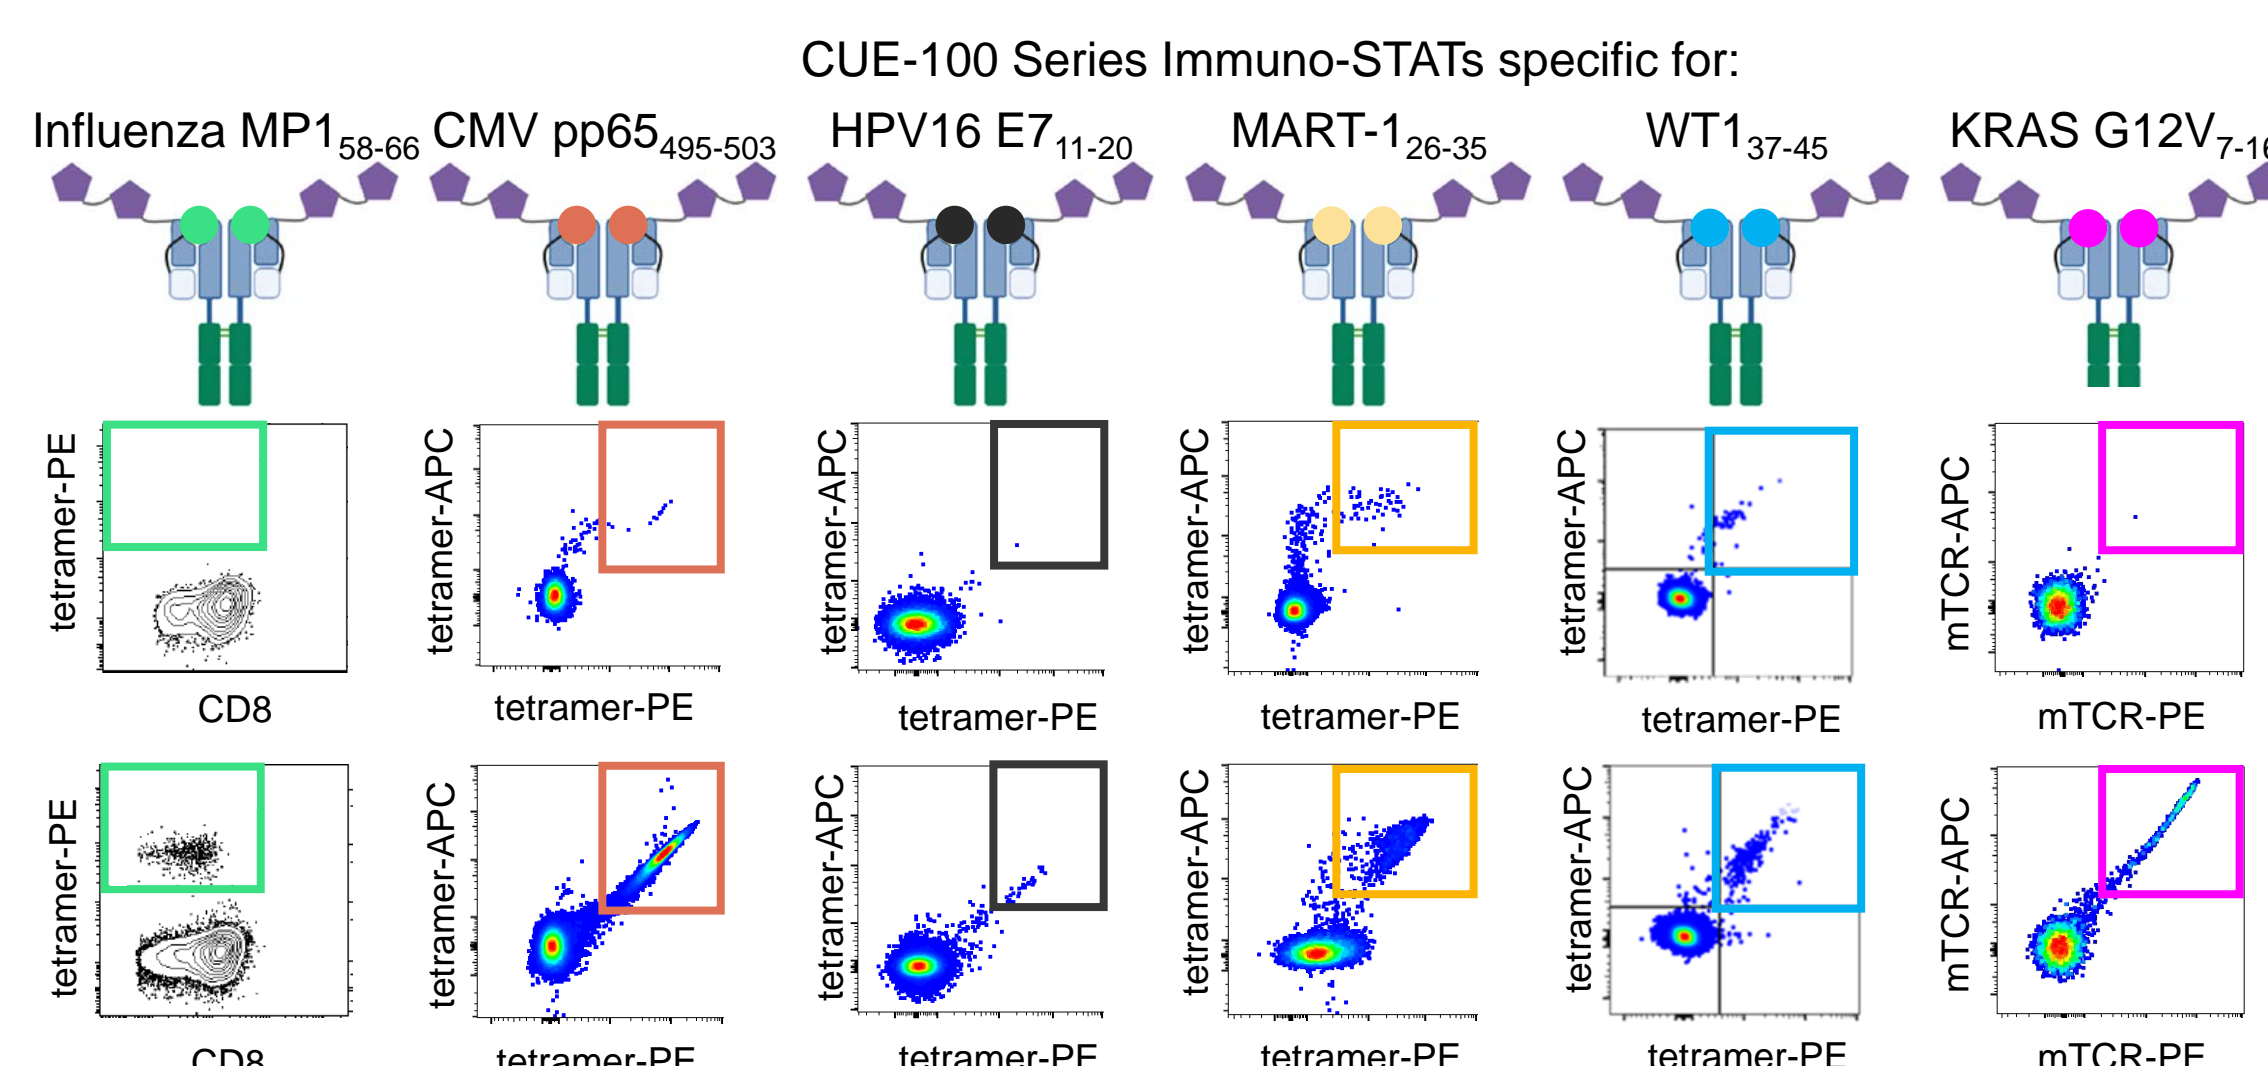 CUE-100 Series Immuno-STATs specific for:
Influenza MP158-66 CMV pp65495-503 HPV16 E711-20 MART-126-35 WT137-45 KRAS G12V7-16
tetramer-PE
CD8
tetramer-APC
tetramer-PE
tetramer-APC
tetramer-PE
tetramer-APC
tetramer-PE
tetramer-APC
tetramer-PE
mTCR-APC
mTCR-PE
tetramer-PE
CD8
tetramer-APC
tetramer-PE
tetramer-APC
tetramer-PE
tetramer-APC
tetramer-PE
tetramer-APC
tetramer-PE
mTCR-APC
mTCR-PE